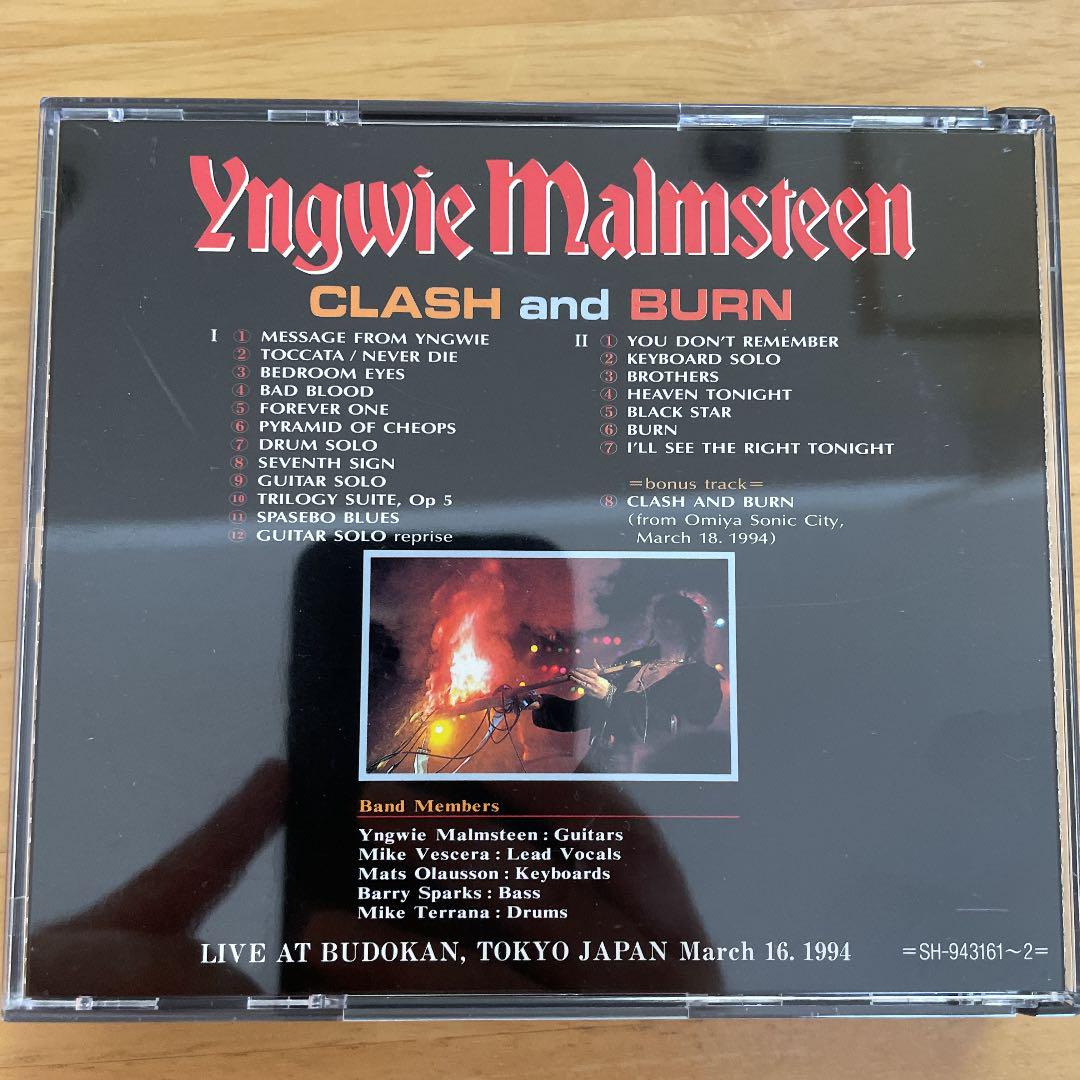 Yngwie Malmsteen
CLASH and BURN
I ① MESSAGE FROM YNGWIE
② TOCCATA / NEVER DIE
③ BEDROOM EYES
④ BAD BLOOD
⑤ FOREVER ONE
⑥ PYRAMID OF CHEOPS
⑦ DRUM SOLO
⑧ SEVENTH SIGN
⑨ GUITAR SOLO
⑩ TRILOGY SUITE, Op 5
⑪ SPASEBO BLUES
⑫ GUITAR SOLO reprise
II ① YOU DON'T REMEMBER
② KEYBOARD SOLO
③ BROTHERS
④ HEAVEN TONIGHT
⑤ BLACK STAR
⑥ BURN
⑦ I'LL SEE THE RIGHT TONIGHT
=bonus track=
⑧ CLASH AND BURN
(from Omiya Sonic City,
March 18. 1994)
Band Members
Yngwie Malmsteen : Guitars
Mike Vescera : Lead Vocals
Mats Olausson : Keyboards
Barry Sparks : Bass
Mike Terrana : Drums
LIVE AT BUDOKAN, TOKYO JAPAN March 16. 1994
=SH-943161~2=